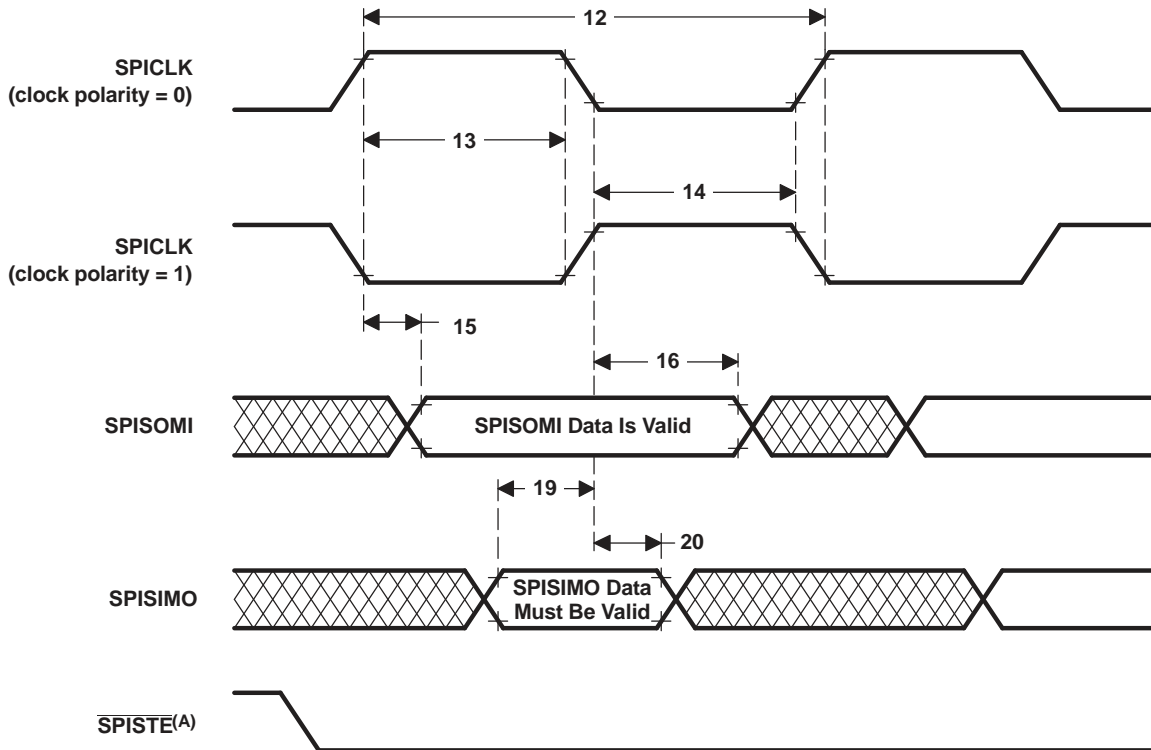 12
SPICLK
(clock polarity = 0)
13
14
SPICLK
(clock polarity = 1)
15
16
SPISOMI
SPISOMI Data Is Valid
19
20
SPISIMO
SPISIMO Data
Must Be Valid
SPISTE(A)